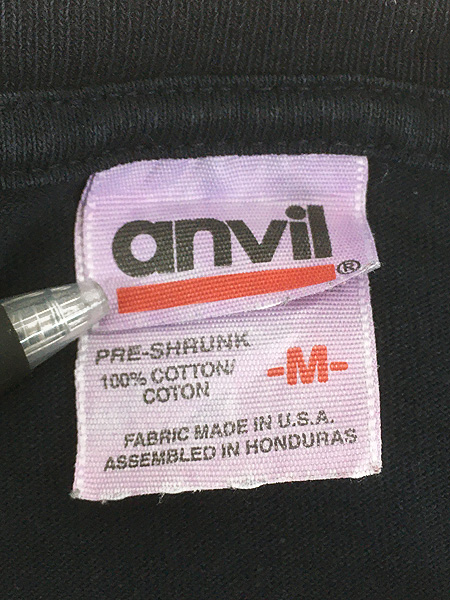 anvil®
PRE-SHRUNK
100% COTTON/
COTON
-M-
FABRIC MADE IN U.S.A.
ASSEMBLED IN HONDURAS